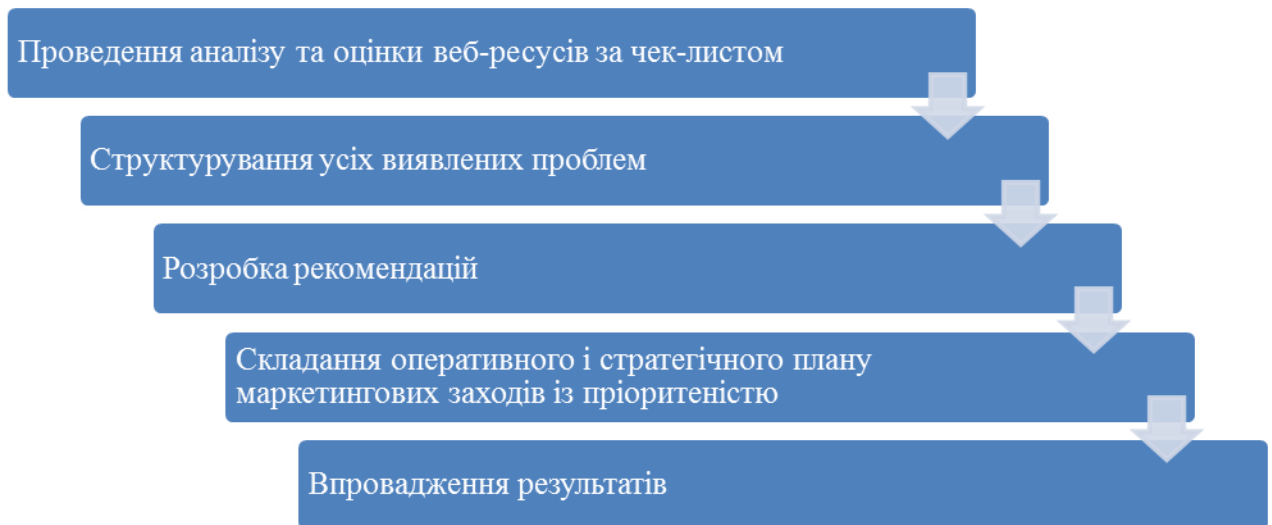 Проведення аналізу та оцінки веб-ресусів за чек-листом
Структурування усіх виявлених проблем
Розробка рекомендацій
Складання оперативного і стратегічного плану
маркетингових заходів із пріоритеністю
Впровадження результатів